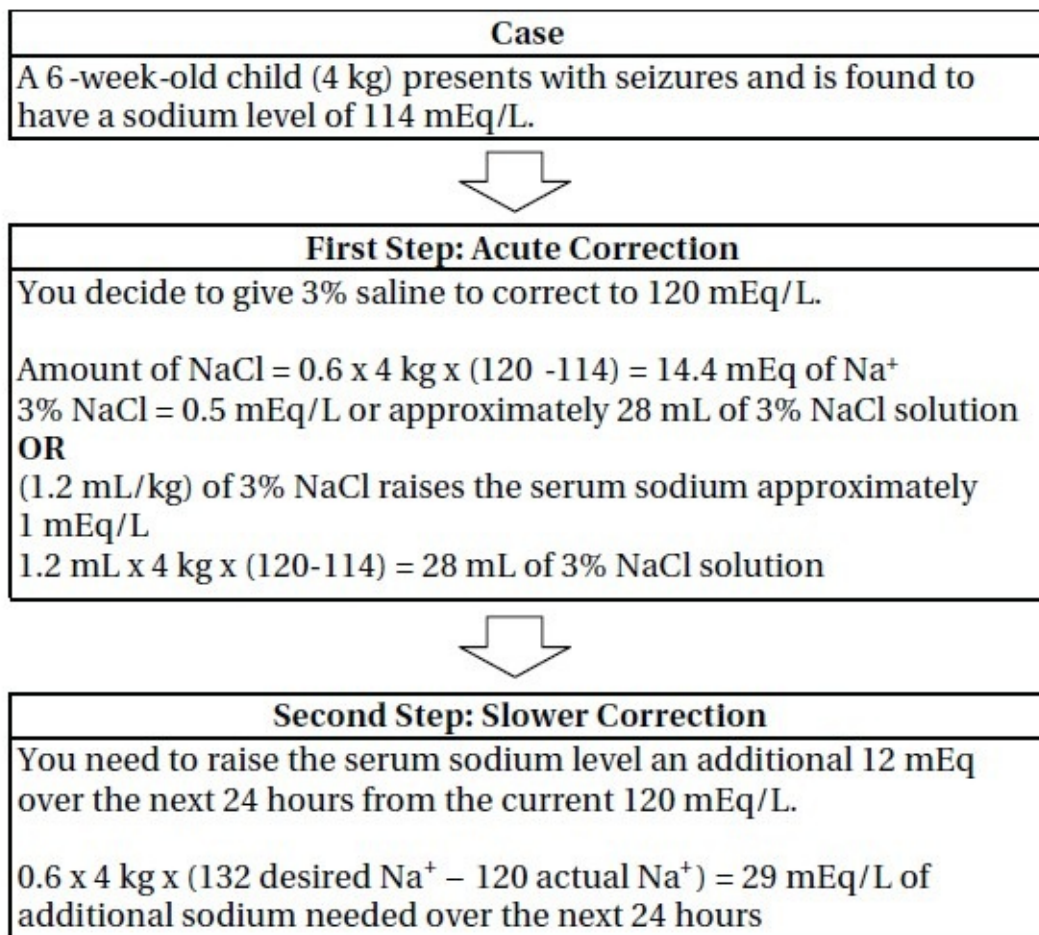 Case
A 6-week-old child (4 kg) presents with seizures and is found to
have a sodium level of 114 mEq/L.
First Step: Acute Correction
You decide to give 3% saline to correct to 120 mEq/L.
Amount of NaCl = 0.6 x 4 kg x (120 -114) = 14.4 mEq of Na⁺
3% NaCl = 0.5 mEq/L or approximately 28 mL of 3% NaCl solution
OR
(1.2 mL/kg) of 3% NaCl raises the serum sodium approximately
1 mEq/L
1.2 mL x 4 kg x (120-114) = 28 mL of 3% NaCl solution
Second Step: Slower Correction
You need to raise the serum sodium level an additional 12 mEq
over the next 24 hours from the current 120 mEq/L.
0.6 x 4 kg x (132 desired Na⁺ – 120 actual Na⁺) = 29 mEq/L of
additional sodium needed over the next 24 hours